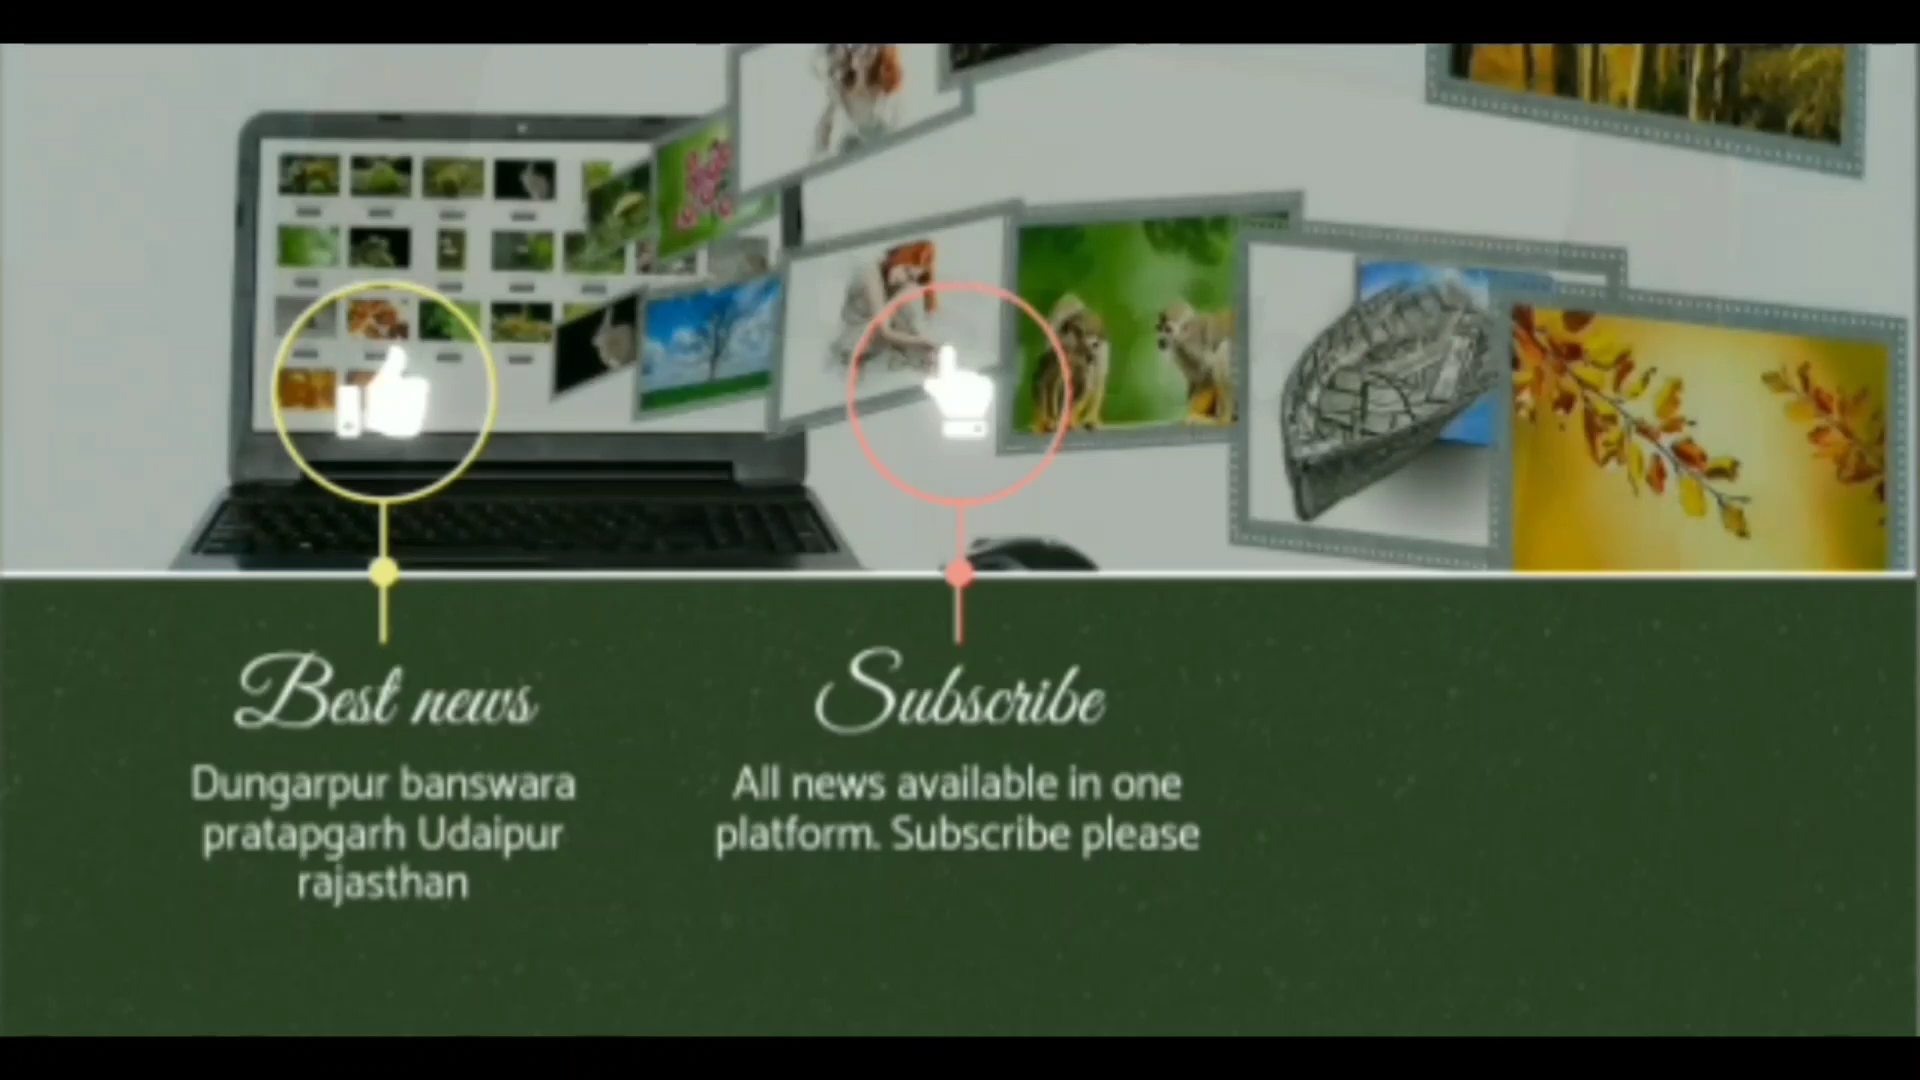 Best news
Dungarpur banswara
pratapgarh Udaipur
rajasthan
Subscribe
All news available in one
platform. Subscribe please